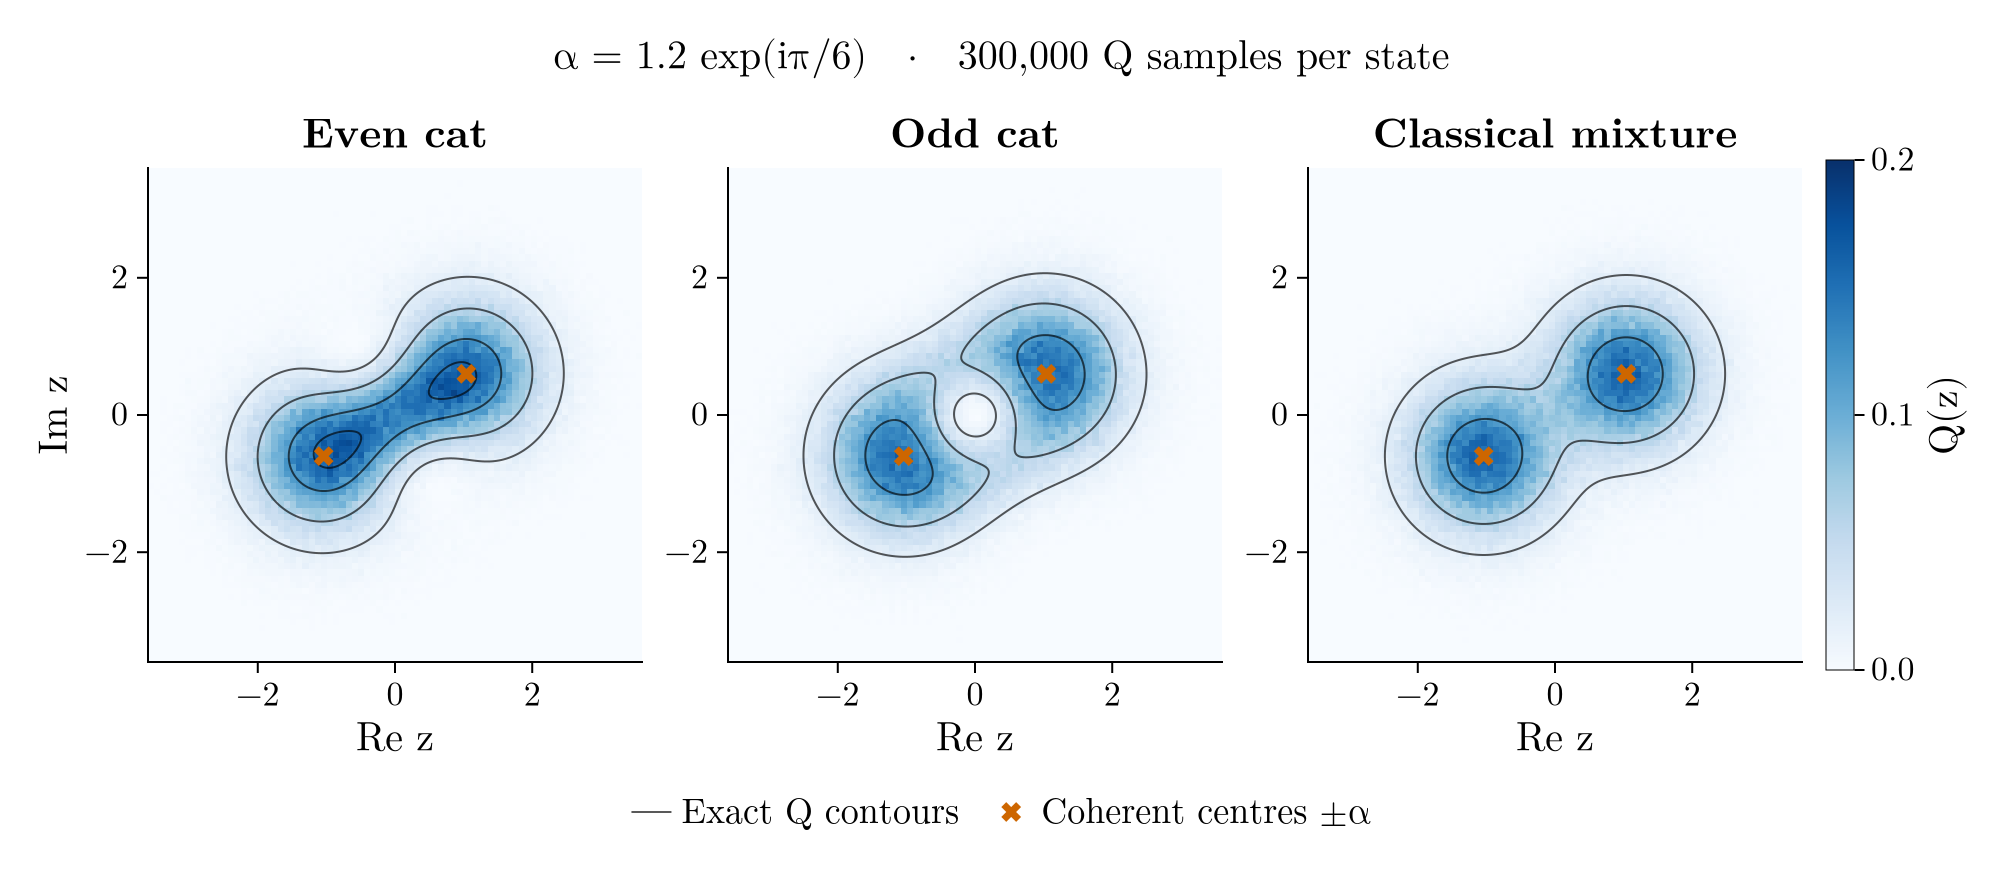 α = 1.2 exp(iπ/6) · 300,000 Q samples per state
Even cat
Odd cat
Classical mixture
Im z
2
0
−2
−2 0 2
Re z
2
0
−2
−2 0 2
Re z
2
0
−2
−2 0 2
Re z
0.2
0.1
0.0
Q(z)
Exact Q contours
Coherent centres ±α